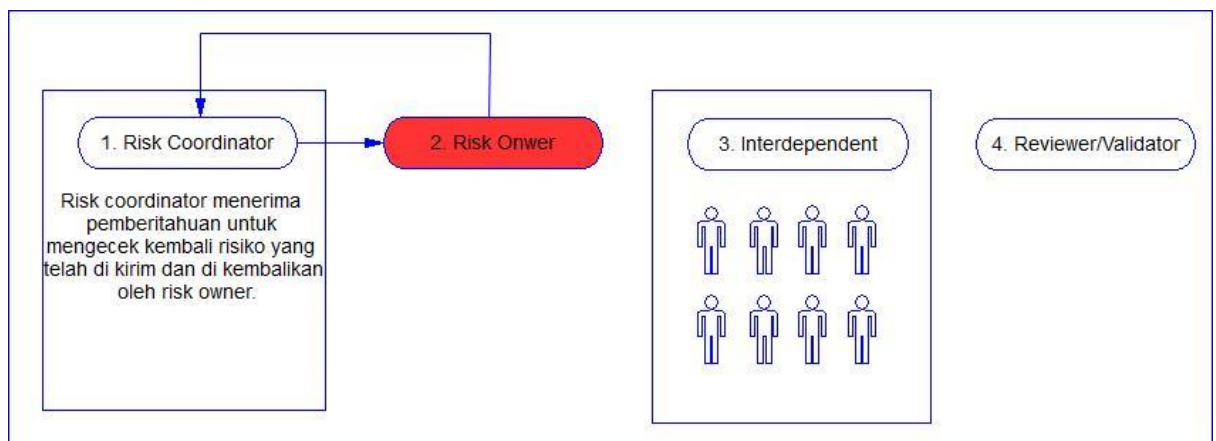 1. Risk Coordinator
2. Risk Onwer
3. Interdependent
4. Reviewer/Validator
Risk coordinator menerima
pemberitahuan untuk
mengecek kembali risiko yang
telah di kirim dan di kembalikan
oleh risk owner.